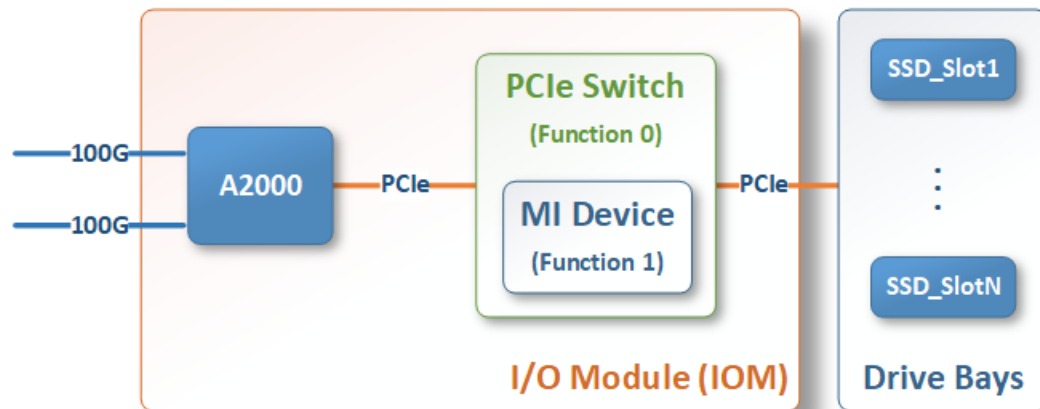 100G
100G
A2000
PCIe
PCIe Switch
(Function 0)
MI Device
(Function 1)
PCIe
I/O Module (IOM)
SSD_Slot1
SSD_SlotN
Drive Bays